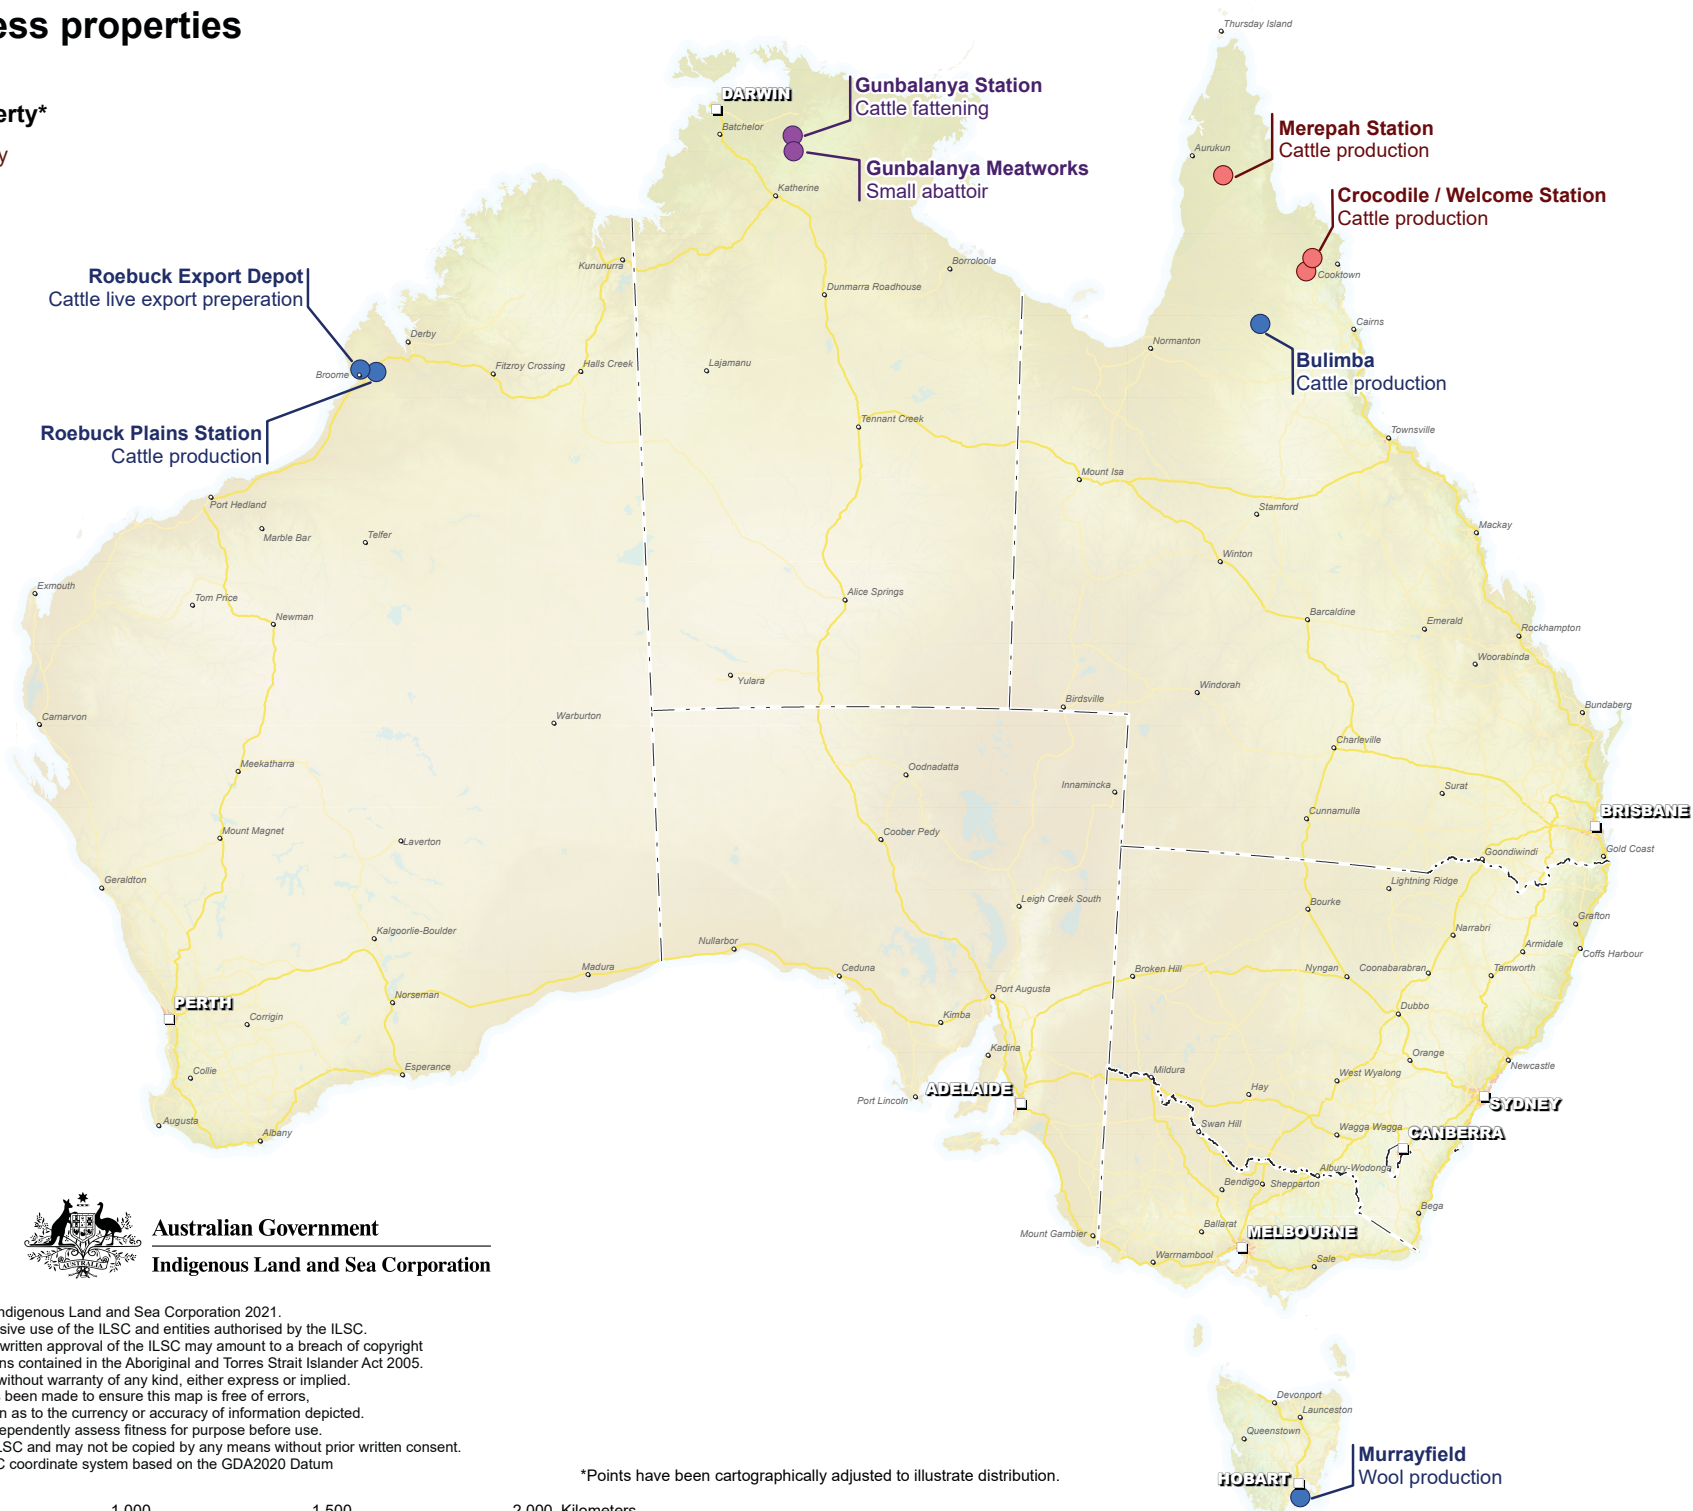 ess properties
erty*
y
Thursday Island
DARWIN
Gunbalanya Station
Cattle fattening
Batchelor
Gunbalanya Meatworks
Small abattoir
Katherine
Merepah Station
Cattle production
Aurukun
Crocodile / Welcome Station
Cattle production
Cooktown
Roebuck Export Depot
Cattle live export preperation
Kununurra
Borroloola
Dunmarra Roadhouse
Cairns
Derby
Normanton
Bulimba
Cattle production
Broome
Fitzroy Crossing
Halls Creek
Lajamanu
Roebuck Plains Station
Cattle production
Tennant Creek
Townsville
Mount Isa
Port Hedland
Stamford
Marble Bar
Telfer
Mackay
Winton
Exmouth
Tom Price
Alice Springs
Newman
Barcaldine
Emerald
Rockhampton
Woorabinda
Yulara
Windorah
Birdsville
Bundaberg
Carnarvon
Warburton
Charleville
Meekatharra
Oodnadatta
Innamincka
Surat
Cunnamulla
BRISBANE
Mount Magnet
Laverton
Coober Pedy
Goondiwindi
Gold Coast
Geraldton
Lightning Ridge
Leigh Creek South
Bourke
Grafton
Kalgoorlie-Boulder
Narrabri
Nullarbor
Armidale
Coffs Harbour
Madura
Ceduna
Broken Hill
Nyngan
Coonabarabran
Tamworth
Port Augusta
Norseman
PERTH
Dubbo
Corrigin
Kimba
Kadina
Orange
Newcastle
Collie
Esperance
Mildura
West Wyalong
Hay
ADELAIDE
Port Lincoln
SYDNEY
Augusta
Albany
Swan Hill
Wagga Wagga
CANBERRA
Albury-Wodonga
Bendigo
Shepparton
Bega
Ballarat
MELBOURNE
Mount Gambier
Warrnambool
Sale
AUSTRALIA
Australian Government
Indigenous Land and Sea Corporation
ndigenous Land and Sea Corporation 2021.
sive use of the ILSC and entities authorised by the ILSC.
written approval of the ILSC may amount to a breach of copyright
ns contained in the Aboriginal and Torres Strait Islander Act 2005.
without warranty of any kind, either express or implied.
s been made to ensure this map is free of errors,
n as to the currency or accuracy of information depicted.
ependently assess fitness for purpose before use.
LSC and may not be copied by any means without prior written consent.
C coordinate system based on the GDA2020 Datum
Devonport
Launceston
Queenstown
HOBART
Murrayfield
Wool production
*Points have been cartographically adjusted to illustrate distribution.
1,000 1,500 2,000 Kilometers